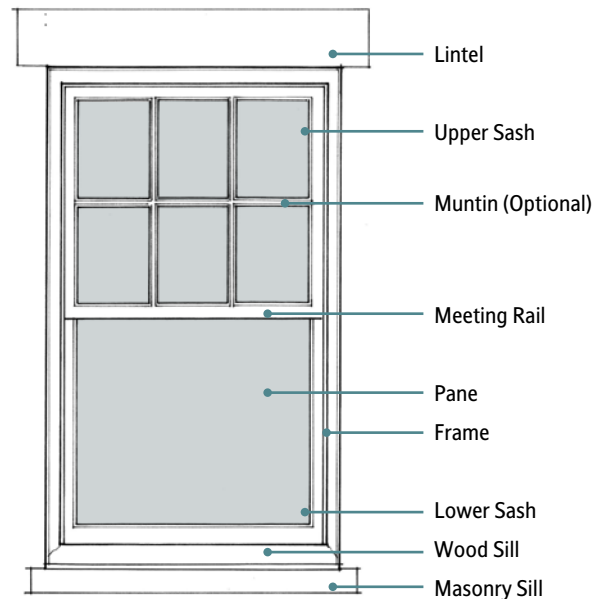 Lintel
Upper Sash
Muntin (Optional)
Meeting Rail
Pane
Frame
Lower Sash
Wood Sill
Masonry Sill